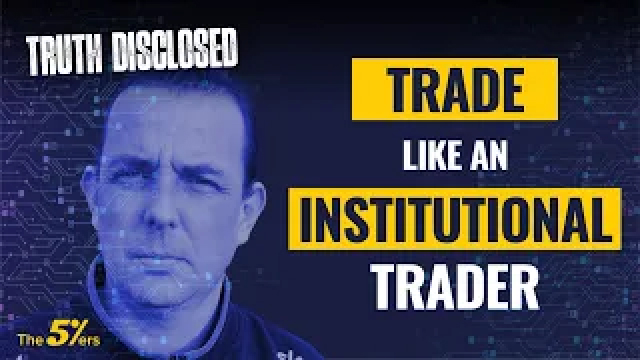 TRUTH DISCLOSED
TRADE
LIKE AN
INSTITUTIONAL
TRADER
The 5%ers